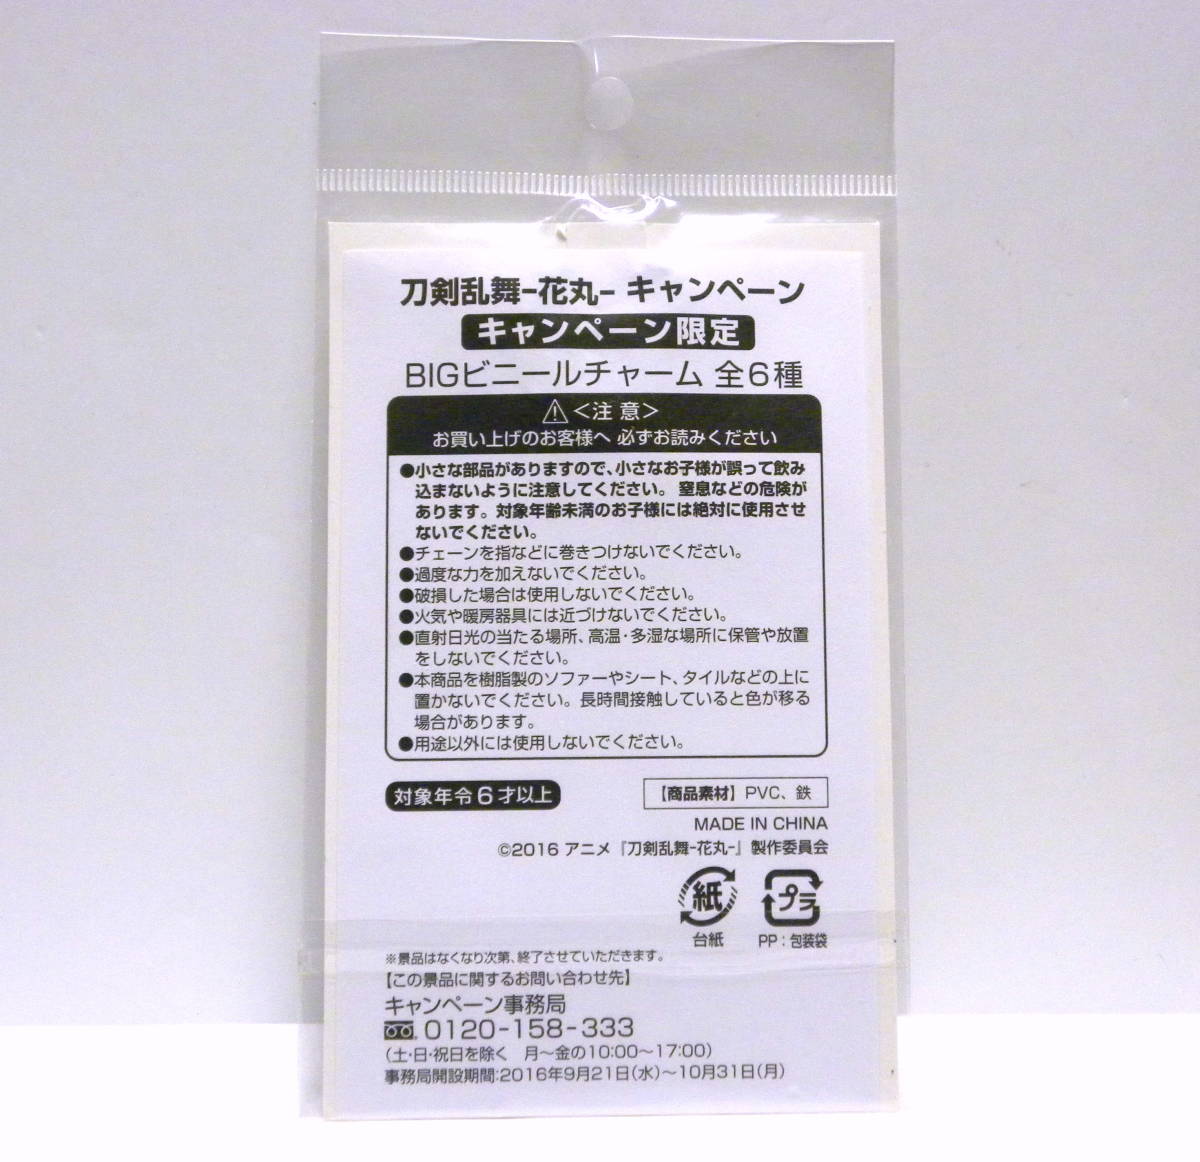 刀剣乱舞-花丸- キャンペーン
キャンペーン限定
BIGビニールチャーム 全6種
<注 意>
お買い上げのお客様へ 必ずお読みください
●小さな部品がありますので、小さなお子様が誤って飲み
込まないように注意してください。 窒息などの危険が
あります。対象年齢未満のお子様には絶対に使用させ
ないでください。
●チェーンを指などに巻きつけないでください。
●過度な力を加えないでください。
●破損した場合は使用しないでください。
●火気や暖房器具には近づけないでください。
●直射日光の当たる場所、高温・多湿な場所に保管や放置
をしないでください。
●本商品を樹脂製のソファーやシート、タイルなどの上に
置かないでください。長時間接触していると色が移る
場合があります。
●用途以外には使用しないでください。
対象年令6才以上
【商品素材】PVC、鉄
MADE IN CHINA
©2016 アニメ『刀剣乱舞-花丸-』製作委員会
紙
プラ
台紙
PP：包装袋
※景品はなくなり次第、終了させていただきます。
【この景品に関するお問い合わせ先】
キャンペーン事務局
0120-158-333
（土・日・祝日を除く 月〜金の10:00〜17:00）
事務局開設期間:2016年9月21日（水）〜10月31日（月）